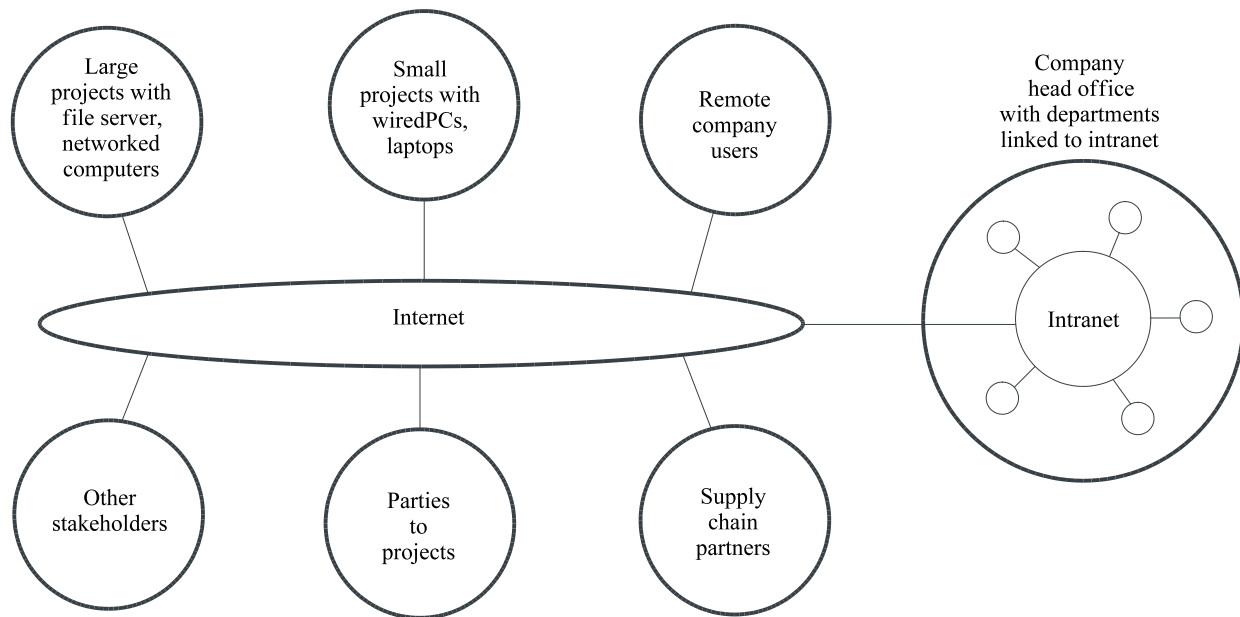 Large
projects with
file server,
networked
computers
Small
projects with
wiredPCs,
laptops
Remote
company
users
Company
head office
with departments
linked to intranet
Internet
Intranet
Other
stakeholders
Parties
to
projects
Supply
chain
partners